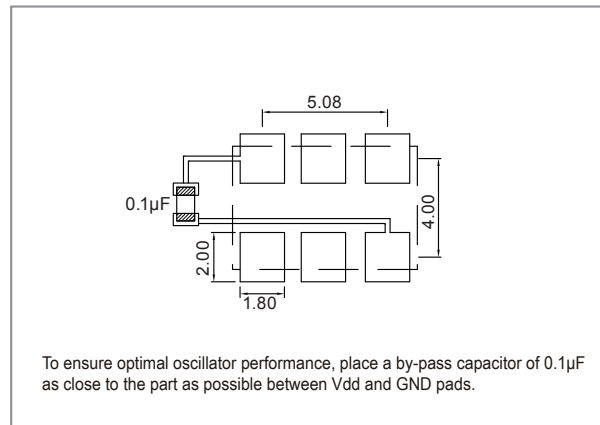 5.08
0.1µF
4.00
2.00
1.80
To ensure optimal oscillator performance, place a by-pass capacitor of 0.1µF
as close to the part as possible between Vdd and GND pads.